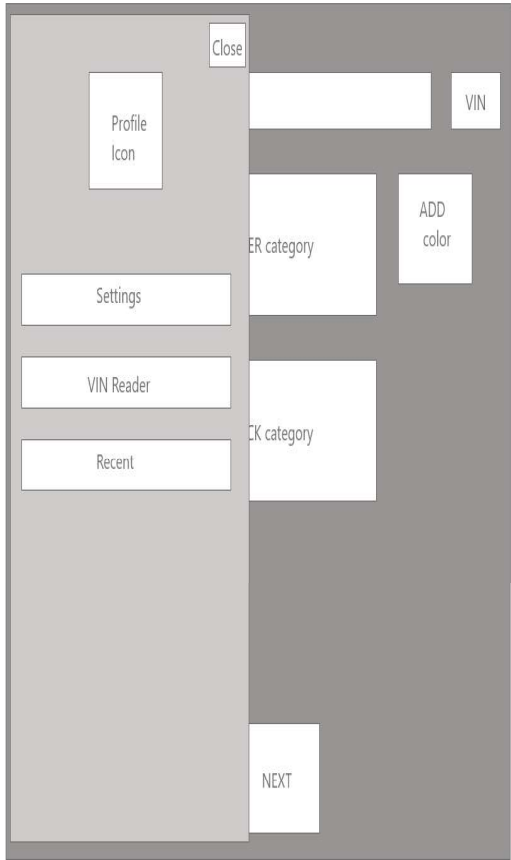 Close
Profile
Icon
VIN
ADD
color
ER category
Settings
VIN Reader
CK category
Recent
NEXT